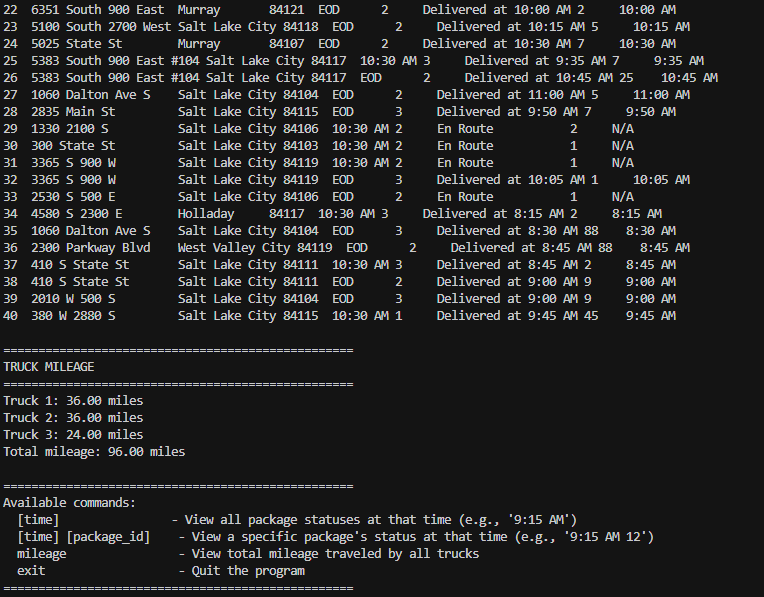 22  6351 South 900 East  Murray       84121  EOD      2     Delivered at 10:00 AM 2     10:00 AM
23  5100 South 2700 West Salt Lake City 84118  EOD      2     Delivered at 10:15 AM 5     10:15 AM
24  5025 State St        Murray       84107  EOD      2     Delivered at 10:30 AM 7     10:30 AM
25  5383 South 900 East #104 Salt Lake City 84117  10:30 AM 3     Delivered at 9:35 AM 7     9:35 AM
26  5383 South 900 East #104 Salt Lake City 84117  EOD      2     Delivered at 10:45 AM 25    10:45 AM
27  1060 Dalton Ave S    Salt Lake City 84104  EOD      2     Delivered at 11:00 AM 5     11:00 AM
28  2835 Main St         Salt Lake City 84115  EOD      3     Delivered at 9:50 AM 7     9:50 AM
29  1330 2100 S          Salt Lake City 84106  10:30 AM 2     En Route           2     N/A
30  300 State St         Salt Lake City 84103  10:30 AM 2     En Route           1     N/A
31  3365 S 900 W         Salt Lake City 84119  10:30 AM 2     En Route           1     N/A
32  3365 S 900 W         Salt Lake City 84119  EOD      3     Delivered at 10:05 AM 1     10:05 AM
33  2530 S 500 E         Salt Lake City 84106  EOD      2     En Route           1     N/A
34  4580 S 2300 E        Holladay     84117  10:30 AM 3     Delivered at 8:15 AM 2     8:15 AM
35  1060 Dalton Ave S    Salt Lake City 84104  EOD      3     Delivered at 8:30 AM 88    8:30 AM
36  2300 Parkway Blvd    West Valley City 84119  EOD      2     Delivered at 8:45 AM 88    8:45 AM
37  410 S State St       Salt Lake City 84111  10:30 AM 3     Delivered at 8:45 AM 2     8:45 AM
38  410 S State St       Salt Lake City 84111  EOD      2     Delivered at 9:00 AM 9     9:00 AM
39  2010 W 500 S         Salt Lake City 84104  EOD      3     Delivered at 9:00 AM 9     9:00 AM
40  380 W 2880 S         Salt Lake City 84115  10:30 AM 1     Delivered at 9:45 AM 45    9:45 AM
==================================================
TRUCK MILEAGE
==================================================
Truck 1: 36.00 miles
Truck 2: 36.00 miles
Truck 3: 24.00 miles
Total mileage: 96.00 miles
==================================================
Available commands:
  [time]                - View all package statuses at that time (e.g., '9:15 AM')
  [time] [package_id]    - View a specific package's status at that time (e.g., '9:15 AM 12')
  mileage                - View total mileage traveled by all trucks
  exit                   - Quit the program
==================================================